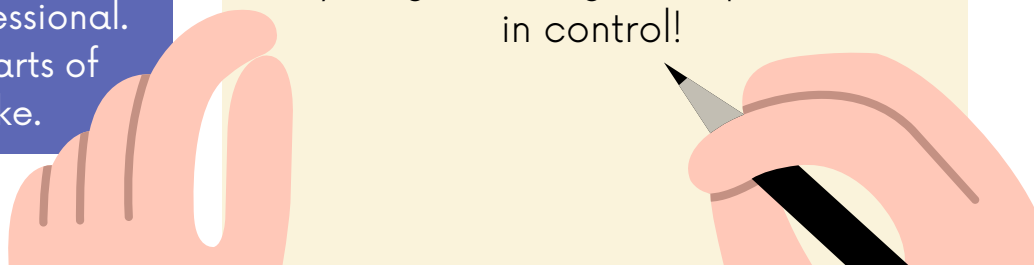 essional.
arts of
ke.
in control!